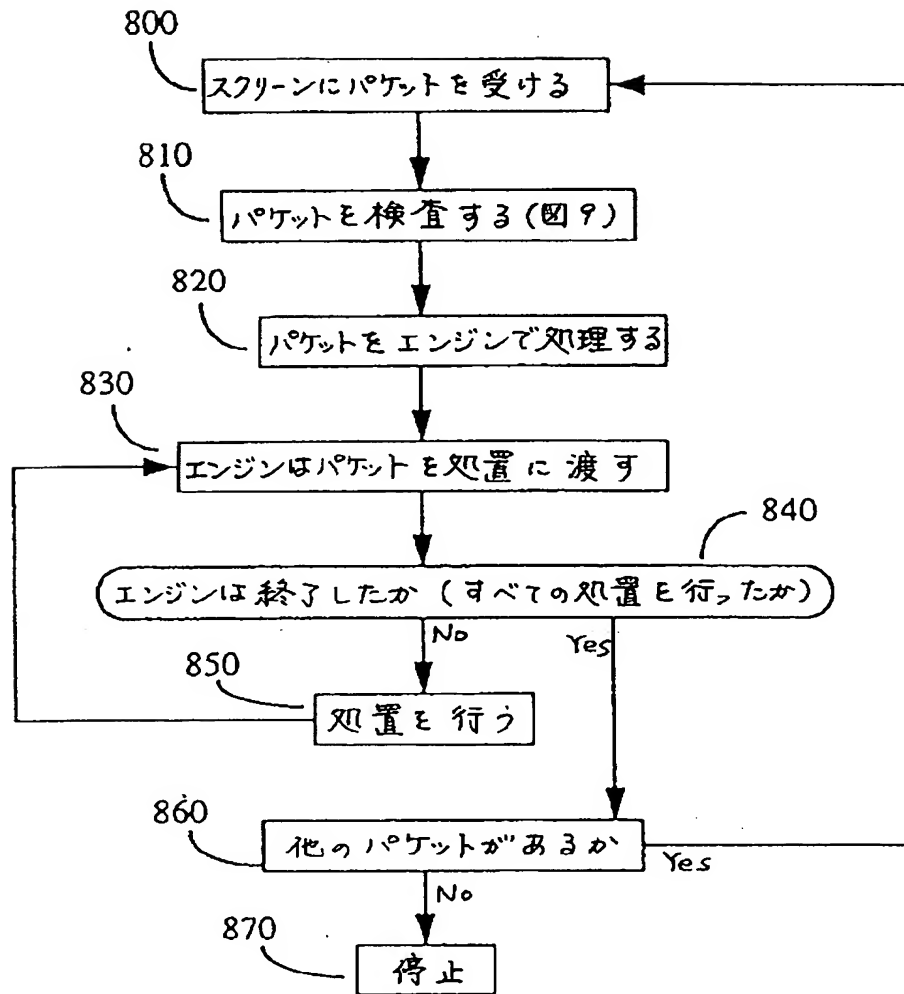 800
スクリーンにパケットを受ける
810
パケットを検査する(図9)
820
パケットをエンジンで処理する
830
エンジンはパケットを処置に渡す
840
エンジンは終了したか(すべての処置を行ったか)
No
Yes
850
処置を行う
860
他のパケットがあるか
Yes
No
870
停止